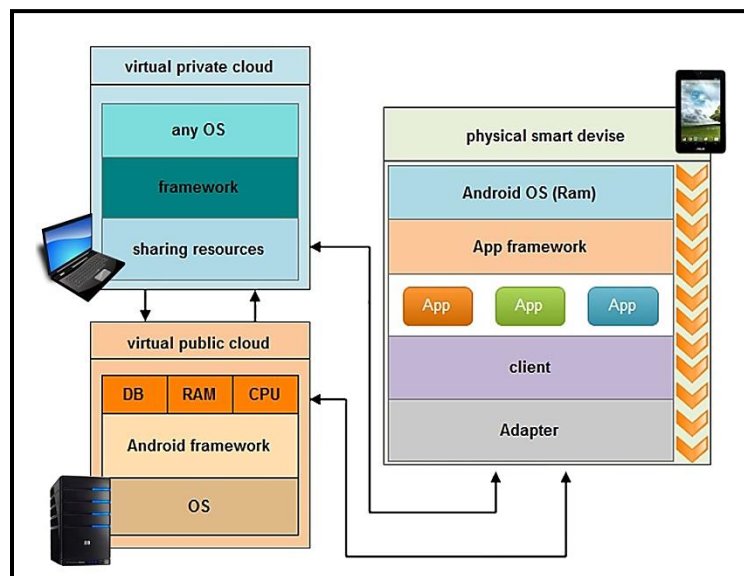 virtual private cloud
any OS
framework
sharing resources
virtual public cloud
DB RAM CPU
Android framework
OS
physical smart devise
Android OS (Ram)
App framework
App App App
client
Adapter